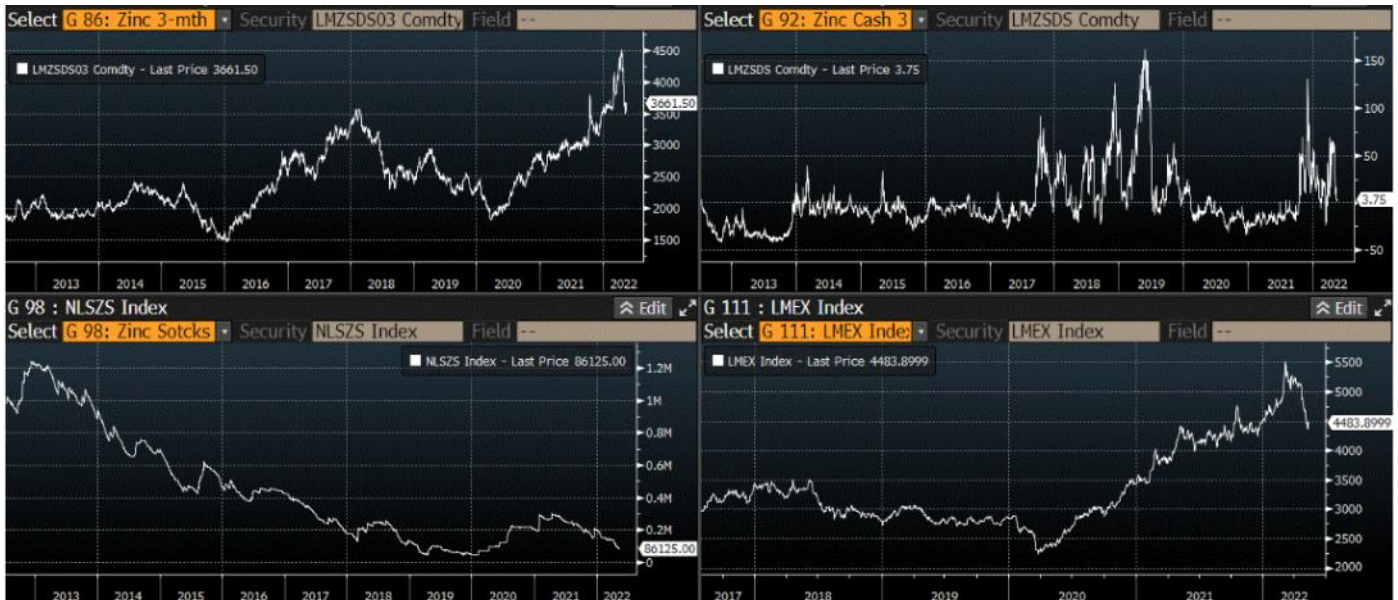 Select G 86: Zinc 3-mth Security LMZSDS03 Comdty Field --
LMZSDS03 Comdty - Last Price 3661.50
4500
4000
3661.50
3500
3000
2500
2000
1500
2013 2014 2015 2016 2017 2018 2019 2020 2021 2022
Select G 92: Zinc Cash 3 Security LMZSDS Comdty Field --
LMZSDS Comdty - Last Price 3.75
150
100
50
3.75
-50
2013 2014 2015 2016 2017 2018 2019 2020 2021 2022
G 98 : NLSZS Index Edit
Select G 98: Zinc Sotcks Security NLSZS Index Field --
NLSZS Index - Last Price 86125.00
1.2M
1M
0.8M
0.6M
0.4M
0.2M
86125.00
0
2013 2014 2015 2016 2017 2018 2019 2020 2021 2022
G 111 : LMEX Index Edit
Select G 111: LMEX Index Security LMEX Index Field --
LMEX Index - Last Price 4483.8999
5500
5000
4483.8999
4000
3500
3000
2500
2000
2017 2018 2019 2020 2021 2022